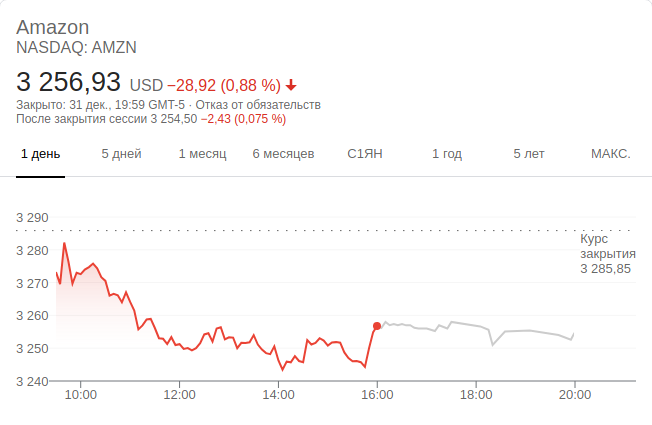 Amazon
NASDAQ: AMZN
3 256,93 USD −28,92 (0,88 %)
Закрыто: 31 дек., 19:59 GMT-5 · Отказ от обязательств
После закрытия сессии 3 254,50 −2,43 (0,075 %)
1 день 5 дней 1 месяц 6 месяцев С1ЯН 1 год 5 лет МАКС.
3 290
Курс
3 280
закрытия
3 285,85
3 270
3 260
3 250
3 240
10:00 12:00 14:00 16:00 18:00 20:00